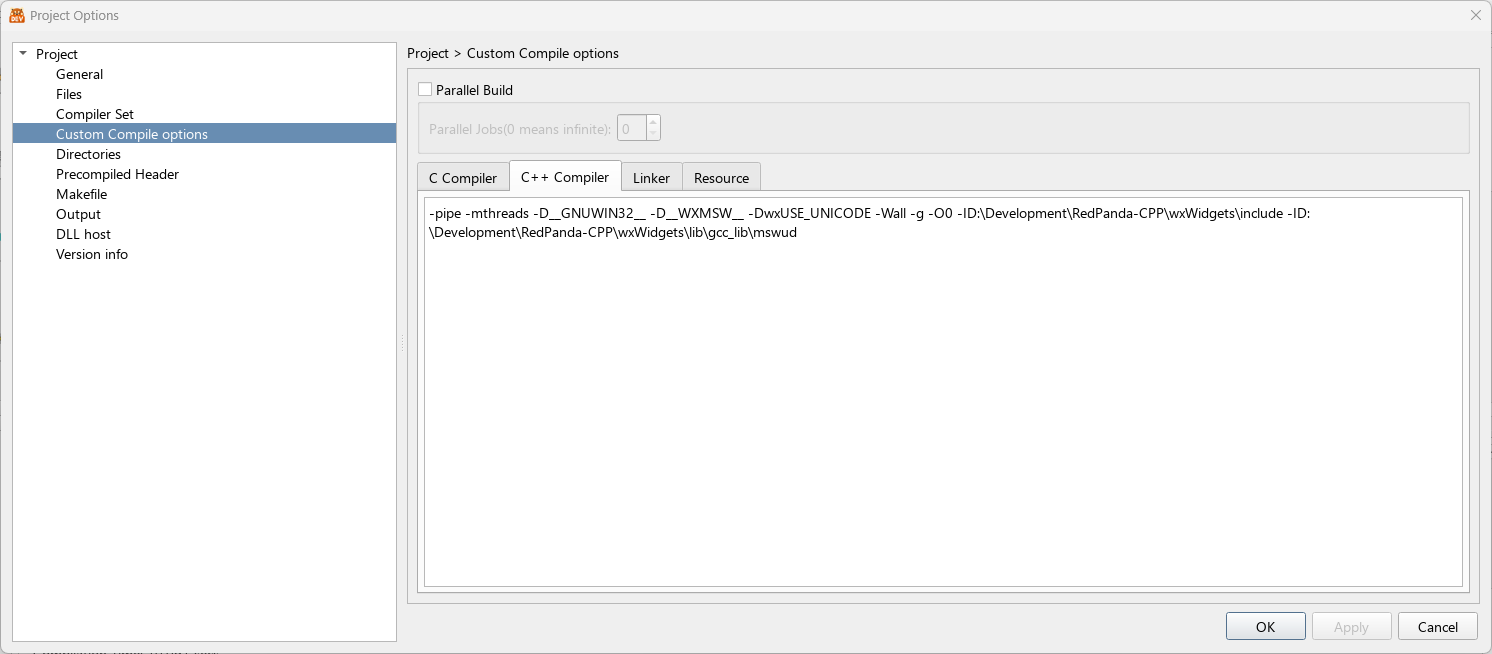 Project Options
Project
General
Files
Compiler Set
Custom Compile options
Directories
Precompiled Header
Makefile
Output
DLL host
Version info
Project > Custom Compile options
Parallel Build
Parallel Jobs(0 means infinite): 0
C Compiler C++ Compiler Linker Resource
-pipe -mthreads -D__GNUWIN32__ -D__WXMSW__ -DwxUSE_UNICODE -Wall -g -O0 -ID:\Development\RedPanda-CPP\wxWidgets\include -ID:
\Development\RedPanda-CPP\wxWidgets\lib\gcc_lib\mswud
OK Apply Cancel